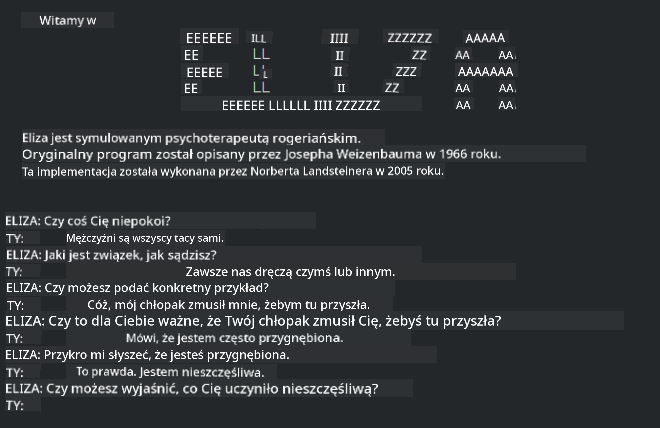 Witamy w
EEEEEE ILL IIII ZZZZZZ AAAAA
EE LL II ZZ AA AA
EEEEE L'L II ZZZ AAAAAAA
EE LL II ZZ AA AA
EEEEEE LLLLLL IIII ZZZZZZ AA AA
Eliza jest symulowanym psychoterapeutą rogeriańskim.
Oryginalny program został opisany przez Josepha Weizenbauma w 1966 roku.
Ta implementacja została wykonana przez Norberta Landsteinera w 2005 roku.
ELIZA: Czy coś Cię niepokoi?
TY: Mężczyźni są wszyscy tacy sami.
ELIZA: Jaki jest związek, jak sądzisz?
TY: Zawsze nas dręczą czymś lub innym.
ELIZA: Czy możesz podać konkretny przykład?
TY: Cóż, mój chłopak zmusił mnie, żebym tu przyszła.
ELIZA: Czy to dla Ciebie ważne, że Twój chłopak zmusił Cię, żebyś tu przyszła?
TY: Mówi, że jestem często przygnębiona.
ELIZA: Przykro mi słyszeć, że jesteś przygnębiona.
TY: To prawda. Jestem nieszczęśliwa.
ELIZA: Czy możesz wyjaśnić, co Cię uczyniło nieszczęśliwą?
TY: